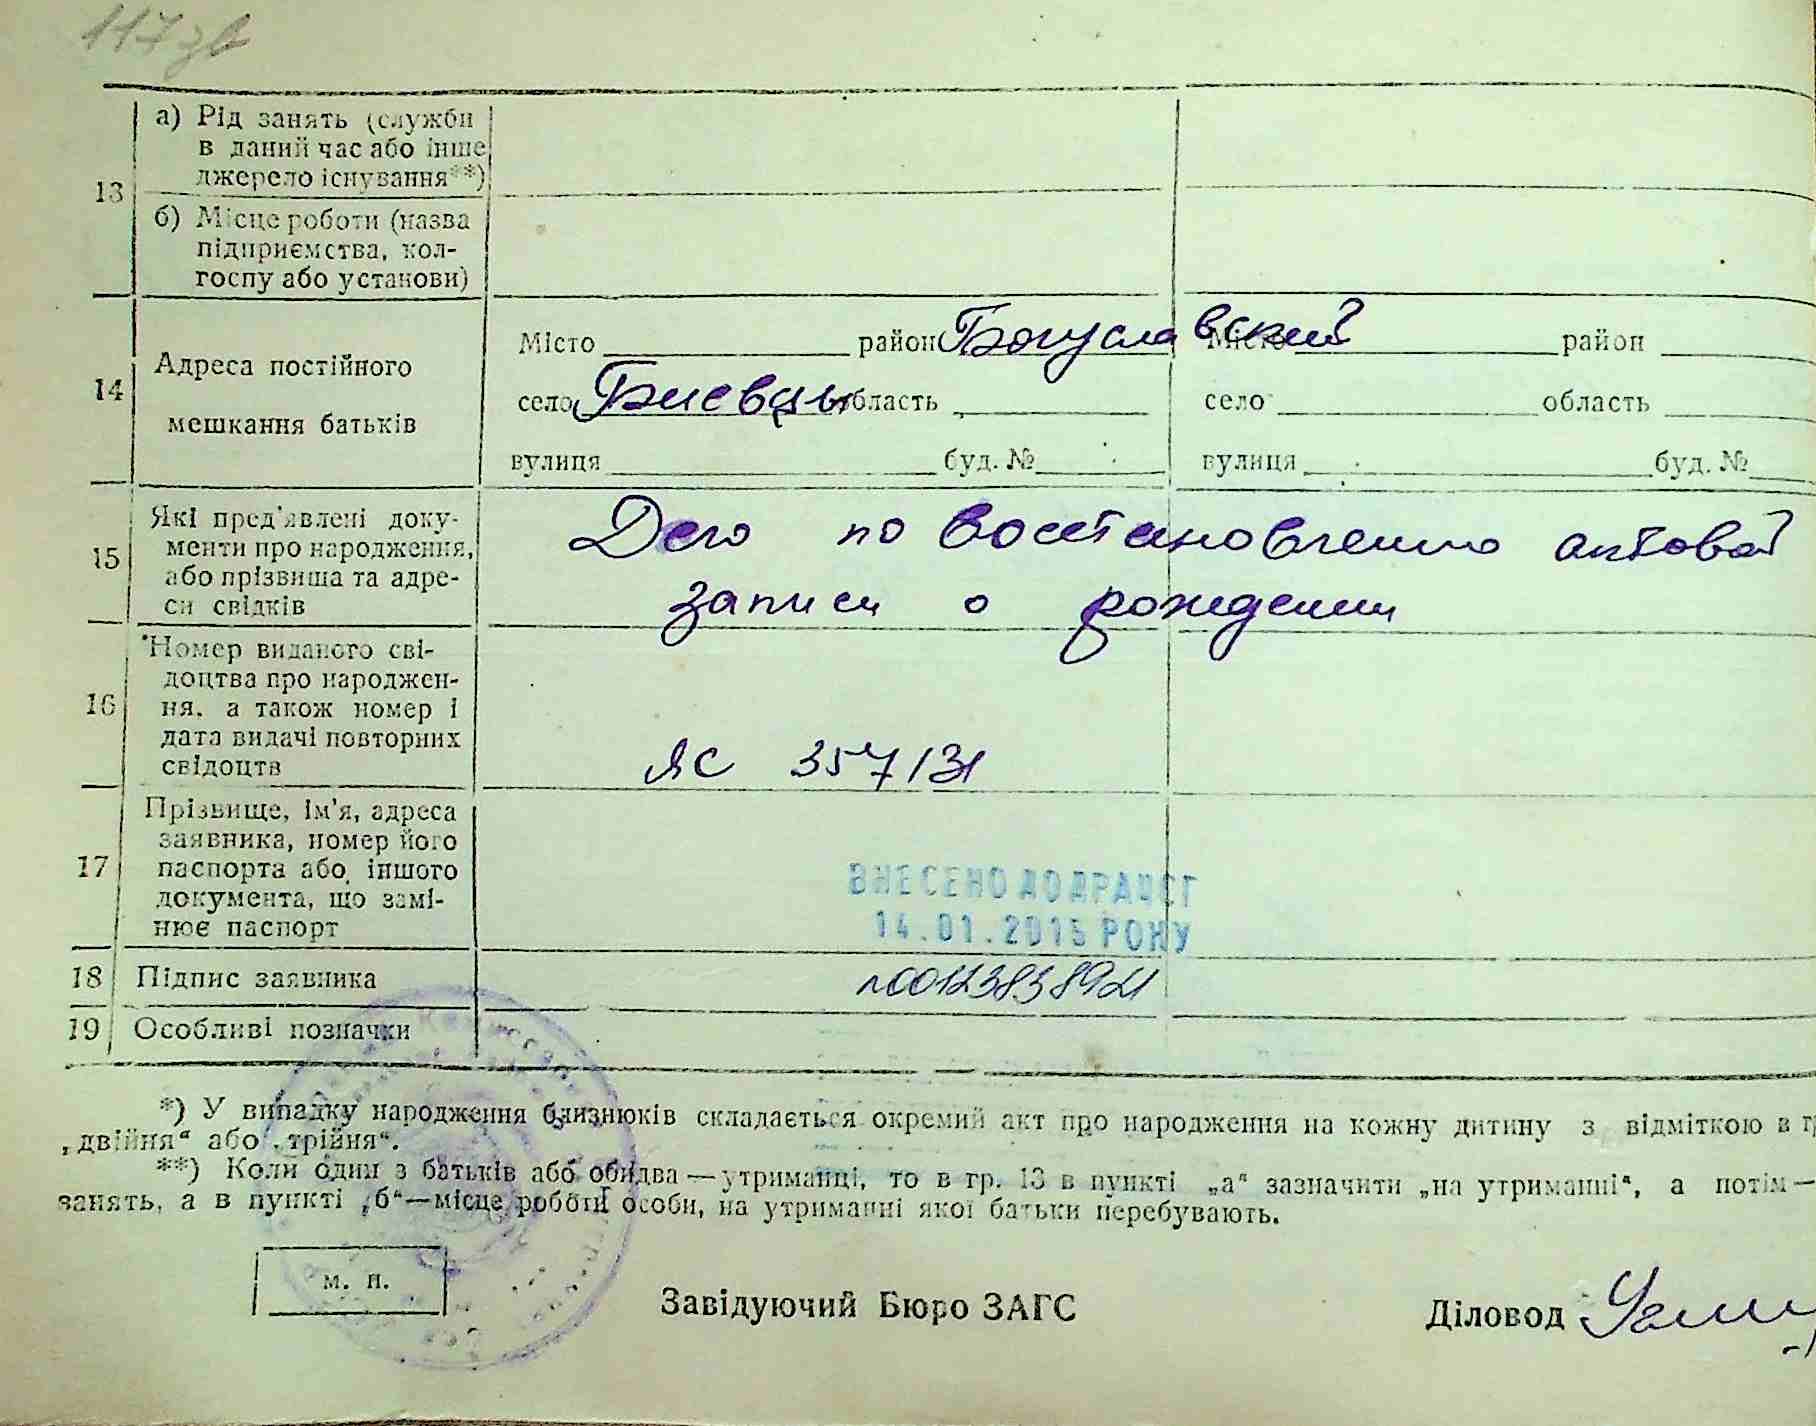 117зв
13
а) Рід занять (служби
в даний час або інше
джерело існування**)
б) Місце роботи (назва
підприємства, кол-
госпу або установи)
14
Адреса постійного
мешкання батьків
Місто район Богуславский Місто район
село Биевцы область село область
вулиця буд. № вулиця буд. №
15
Які пред'явлені доку-
менти про народження,
або прізвища та адре-
си свідків
Дело по восстановлению актовой
записи о рождении
16
Номер виданого сві-
доцтва про народжен-
ня, а також номер і
дата видачі повторних
свідоцтв
ЯС 357131
17
Прізвище, ім'я, адреса
заявника, номер його
паспорта або іншого
документа, що замі-
нює паспорт
ВНЕСЕНО ДО ДРАЦСГ
14.01.2015 РОКУ
18 Підпис заявника
19 Особливі позначки
*) У випадку народження близнюків складається окремий акт про народження на кожну дитину з відміткою в
„двійня“ або „трійня“.
**) Коли один з батьків або обидва—утриманці, то в гр. 13 в пункті „а“ зазначити „на утриманні“, а потім—
занять, а в пункті „б“—місце роботи особи, на утриманні якої батьки перебувають.
м. п.
Завідуючий Бюро ЗАГС
Діловод